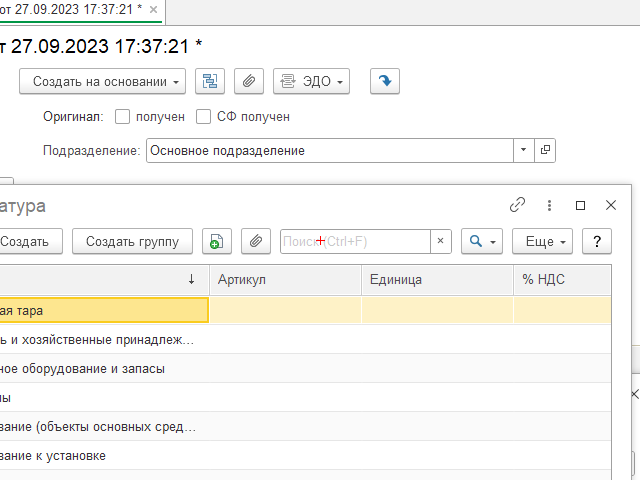 от 27.09.2023 17:37:21 *
т 27.09.2023 17:37:21 *
Создать на основании
ЭДО
Оригинал: получен СФ получен
Подразделение: Основное подразделение
атура
Создать Создать группу Поиск (Ctrl+F) × Еще ?
↓ Артикул Единица % НДС
ая тара
ь и хозяйственные принадлеж...
ное оборудование и запасы
лы
вание (объекты основных сред...
вание к установке